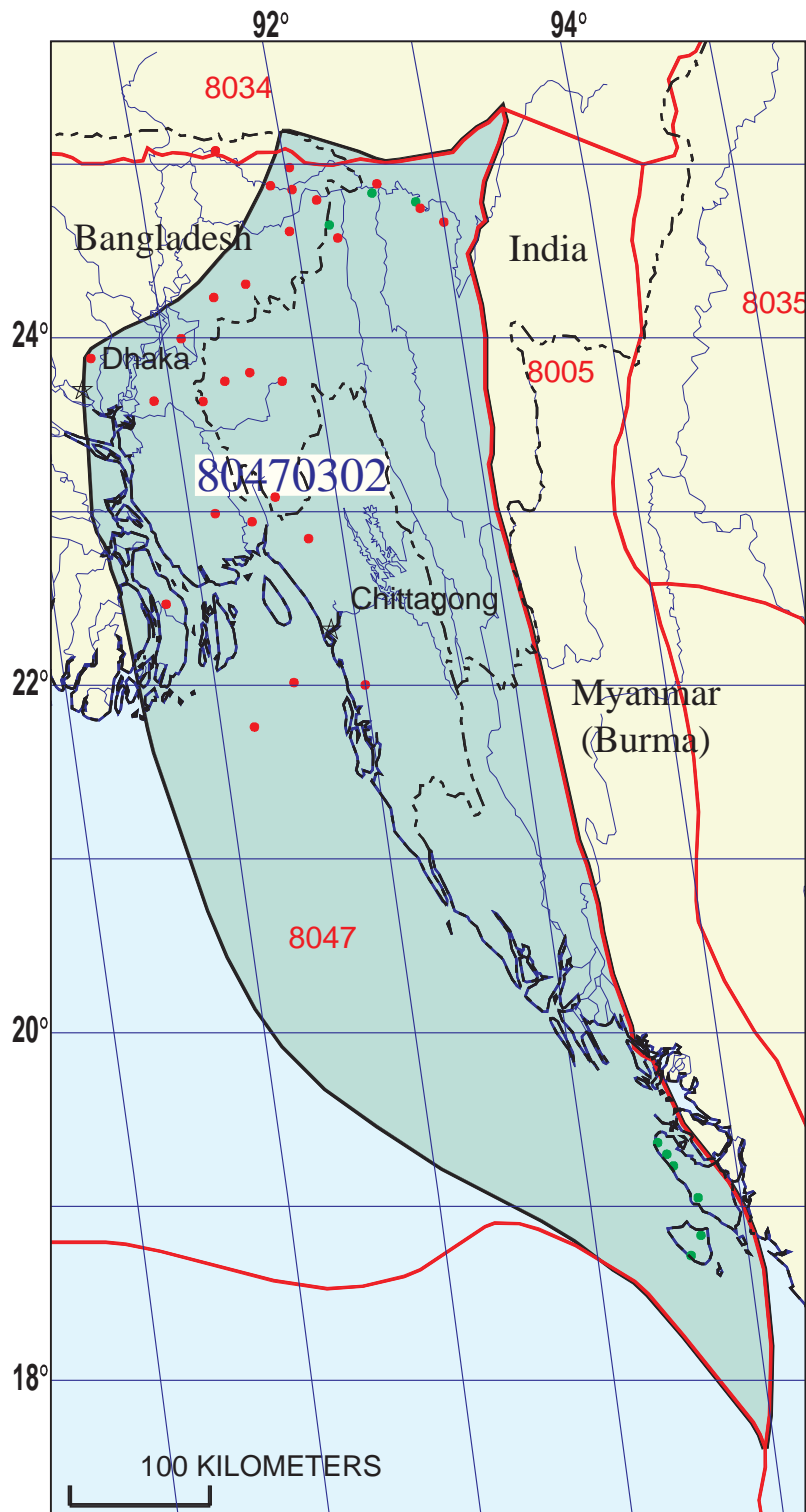 92° 94°
8034
Bangladesh
India
8035
24°
Dhaka
8005
80470302
Chittagong
22°
Myanmar
(Burma)
8047
20°
18°
100 KILOMETERS